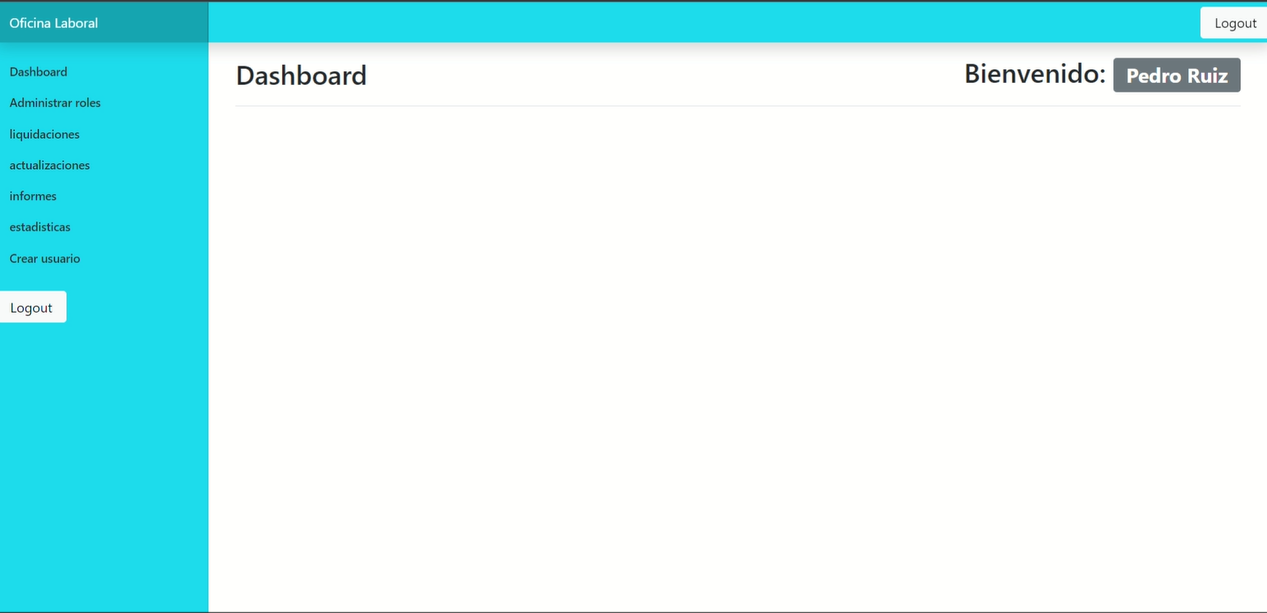 Oficina Laboral
Logout
Dashboard
Administrar roles
liquidaciones
actualizaciones
informes
estadisticas
Crear usuario
Logout
Dashboard
Bienvenido: Pedro Ruiz